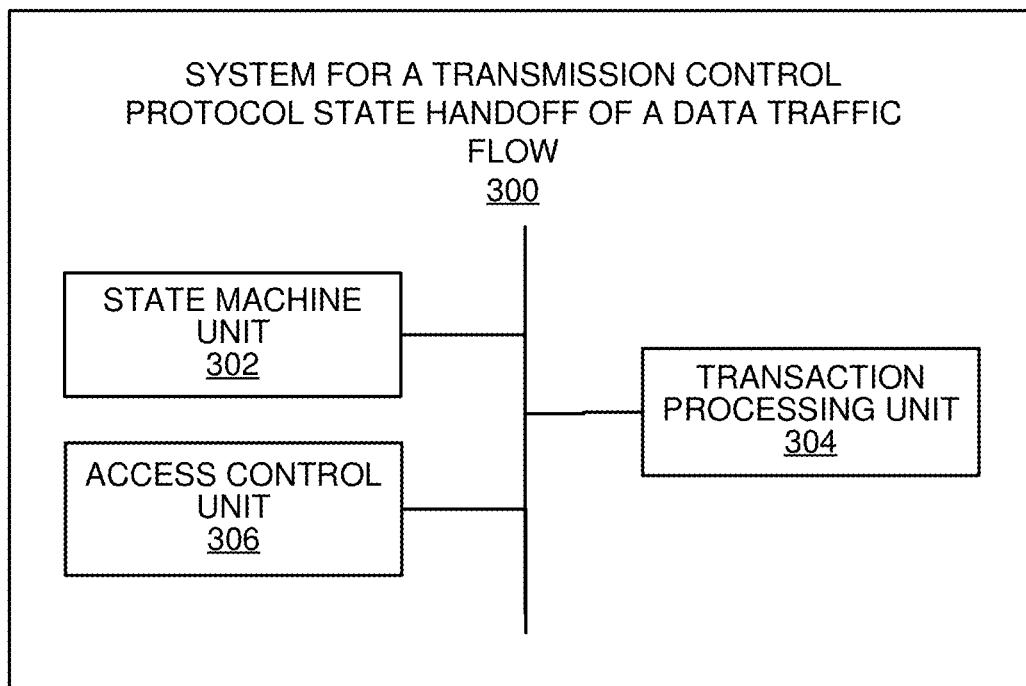 SYSTEM FOR A TRANSMISSION CONTROL
PROTOCOL STATE HANDOFF OF A DATA TRAFFIC
FLOW
300
STATE MACHINE
UNIT
302
TRANSACTION
PROCESSING UNIT
304
ACCESS CONTROL
UNIT
306